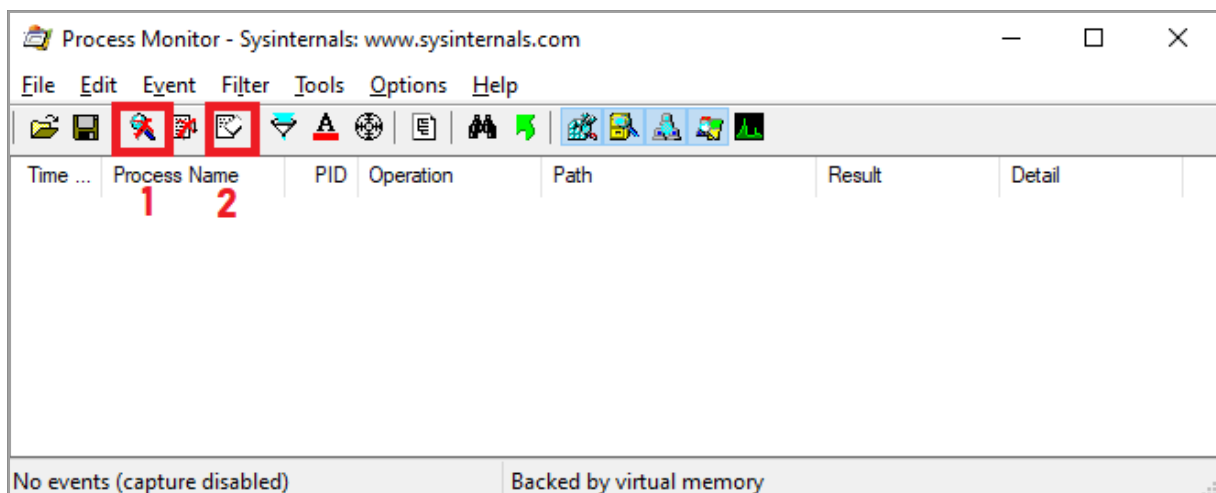 Process Monitor - Sysinternals: www.sysinternals.com
File Edit Event Filter Tools Options Help
A
Time ... Process Name PID Operation Path Result Detail
1 2
No events (capture disabled) Backed by virtual memory